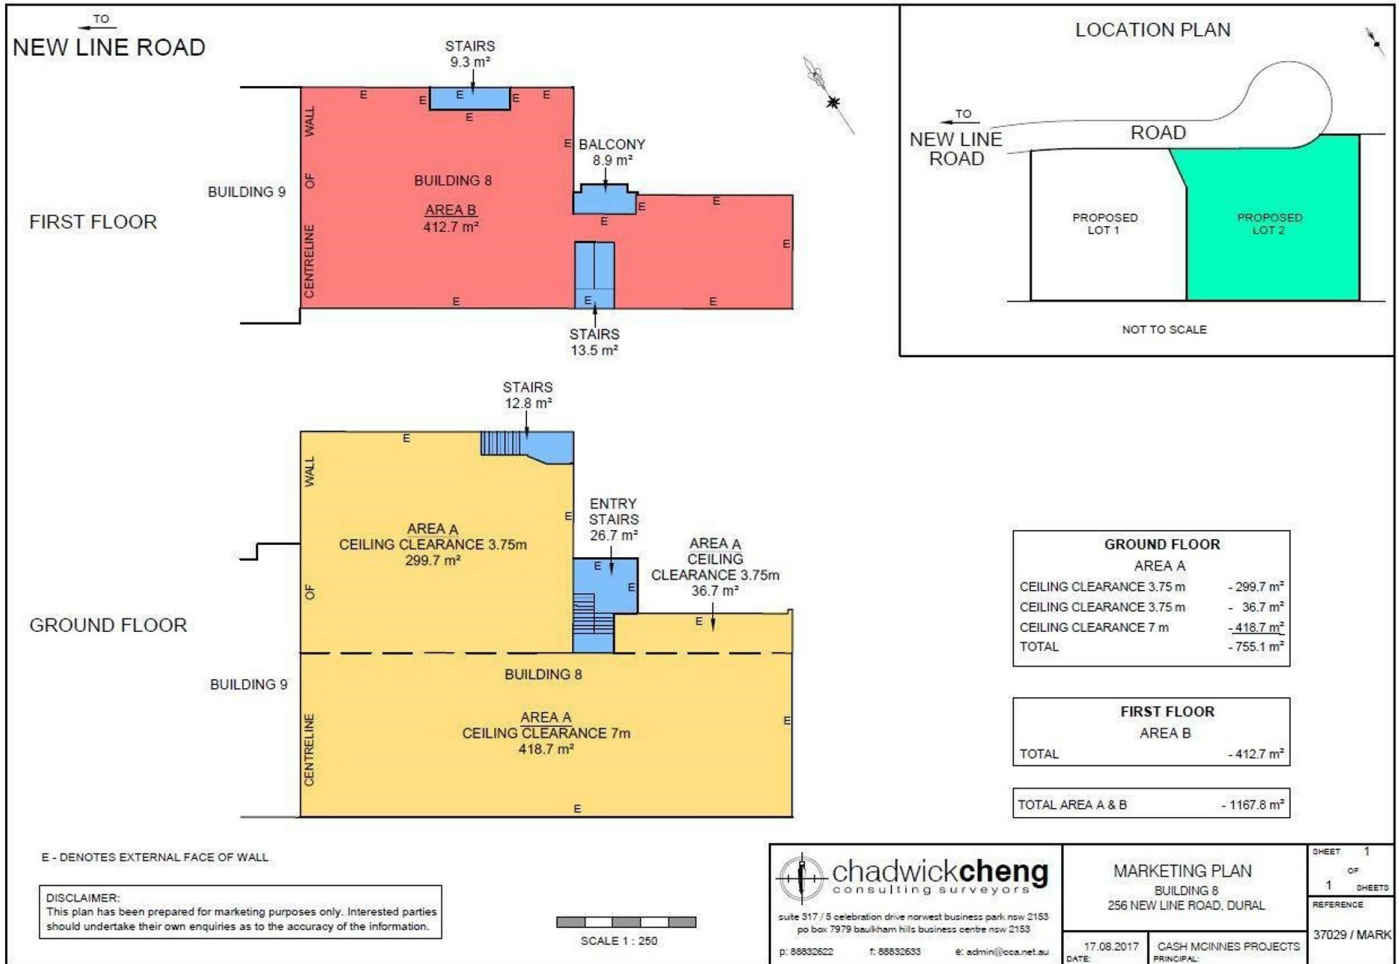 TO
NEW LINE ROAD
STAIRS
9.3 m²
E
E
E
E
E
E
WALL
OF
CENTRELINE
BUILDING 9
FIRST FLOOR
BUILDING 8
AREA B
412.7 m²
E
BALCONY
8.9 m²
E
E
E
E
E
E
E
STAIRS
13.5 m²
LOCATION PLAN
TO
NEW LINE
ROAD
ROAD
PROPOSED
LOT 1
PROPOSED
LOT 2
NOT TO SCALE
STAIRS
12.8 m²
E
WALL
OF
CENTRELINE
AREA A
CEILING CLEARANCE 3.75m
299.7 m²
E
ENTRY
STAIRS
26.7 m²
E
E
AREA A
CEILING
CLEARANCE 3.75m
36.7 m²
E
GROUND FLOOR
BUILDING 9
BUILDING 8
AREA A
CEILING CLEARANCE 7m
418.7 m²
E
E
GROUND FLOOR
AREA A
CEILING CLEARANCE 3.75 m - 299.7 m²
CEILING CLEARANCE 3.75 m - 36.7 m²
CEILING CLEARANCE 7 m - 418.7 m²
TOTAL - 755.1 m²
FIRST FLOOR
AREA B
TOTAL - 412.7 m²
TOTAL AREA A & B - 1167.8 m²
E - DENOTES EXTERNAL FACE OF WALL
DISCLAIMER:
This plan has been prepared for marketing purposes only. Interested parties
should undertake their own enquiries as to the accuracy of the information.
SCALE 1 : 250
chadwickcheng
consulting surveyors
suite 317 / 5 celebration drive norwest business park nsw 2153
po box 7979 baulkham hills business centre nsw 2153
p: 88832622 f: 88832633 e: admin@cca.net.au
MARKETING PLAN
BUILDING 8
256 NEW LINE ROAD, DURAL
17.08.2017
DATE:
CASH MCINNES PROJECTS
PRINCIPAL:
SHEET 1
OF
1 SHEETS
REFERENCE
37029 / MARK